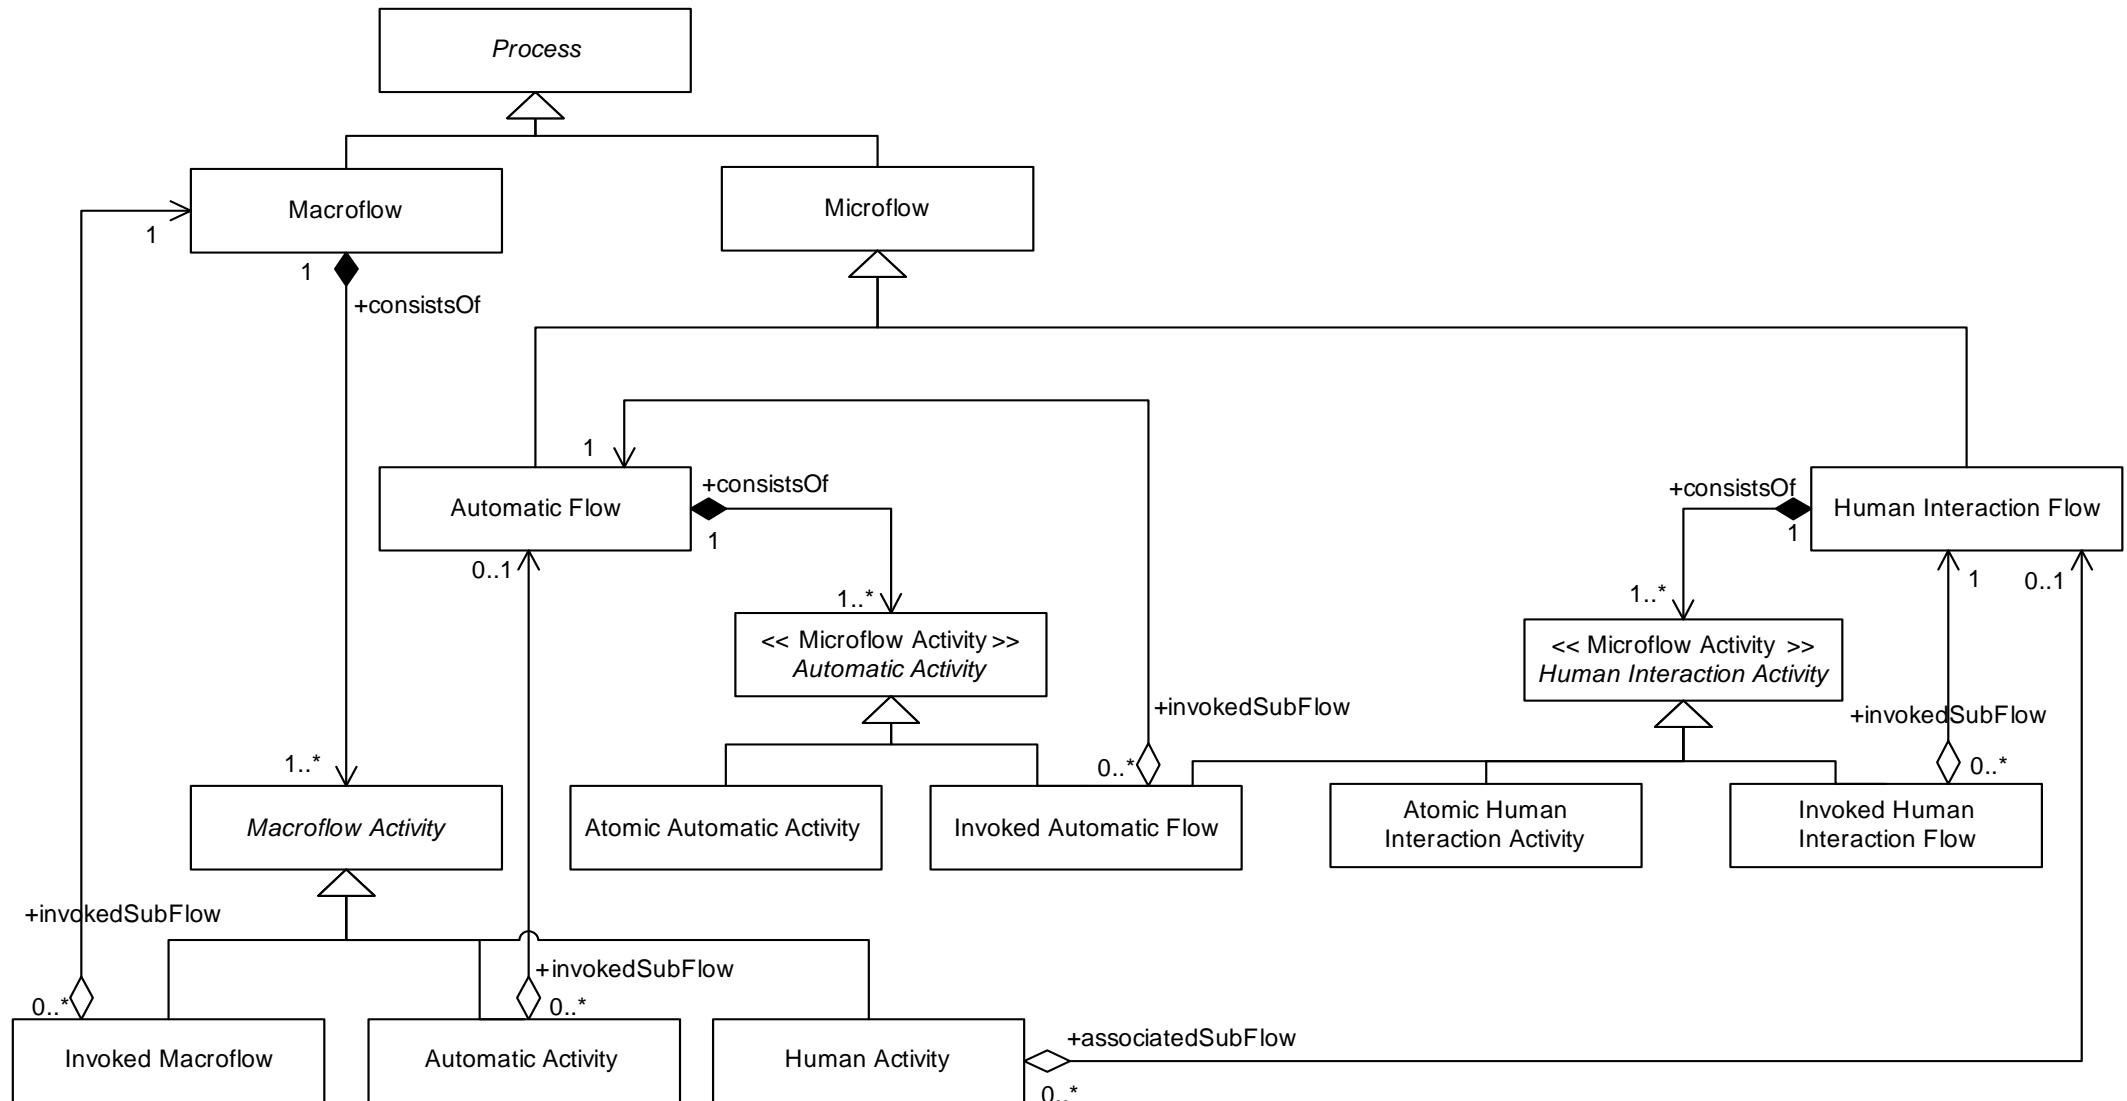 Process
Macroflow
Microflow
1
1
+consistsOf
1
Automatic Flow
+consistsOf
1
+consistsOf
1
Human Interaction Flow
0..1
1..*
1..*
1
0..1
<< Microflow Activity >>
Automatic Activity
<< Microflow Activity >>
Human Interaction Activity
+invokedSubFlow
+invokedSubFlow
1..*
0..*
0..*
Macroflow Activity
Atomic Automatic Activity
Invoked Automatic Flow
Atomic Human
Interaction Activity
Invoked Human
Interaction Flow
+invokedSubFlow
+invokedSubFlow
0..*
0..*
Invoked Macroflow
Automatic Activity
Human Activity
+associatedSubFlow
0..*